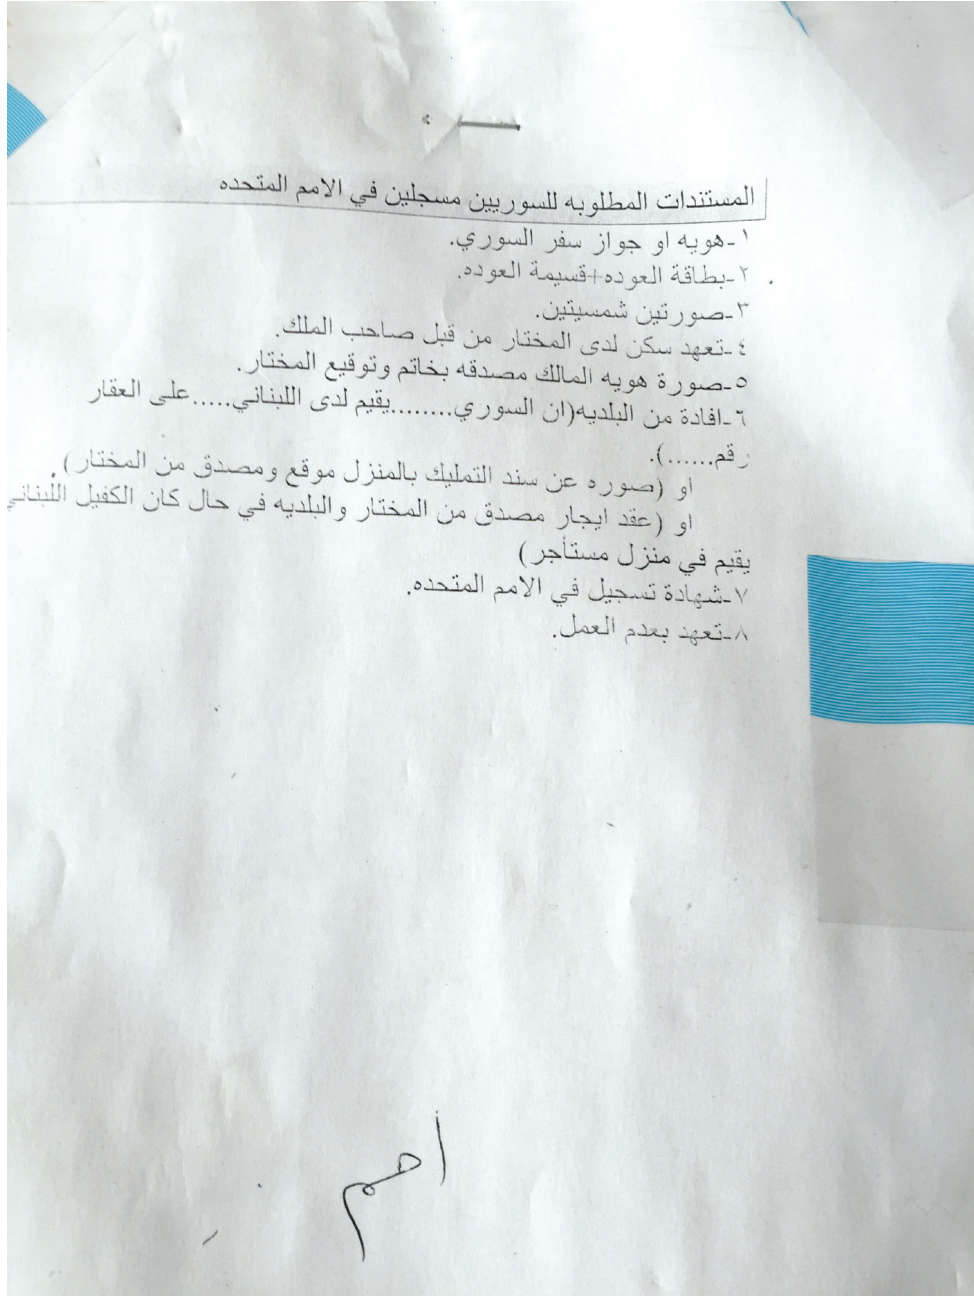 المستندات المطلوبه للسوريين مسجلين في الامم المتحده
١-هويه او جواز سفر السوري.
٢-بطاقة العوده+قسيمة العوده.
٣-صورتين شمسيتين.
٤-تعهد سكن لدى المختار من قبل صاحب الملك.
٥-صورة هويه المالك مصدقه بخاتم وتوقيع المختار.
٦-افادة من البلديه(ان السوري........يقيم لدى اللبناني.....على العقار
رقم......).
او (صوره عن سند التمليك بالمنزل موقع ومصدق من المختار).
او (عقد ايجار مصدق من المختار والبلديه في حال كان الكفيل اللبناني
يقيم في منزل مستأجر)
٧-شهادة تسجيل في الامم المتحده.
٨-تعهد بعدم العمل.